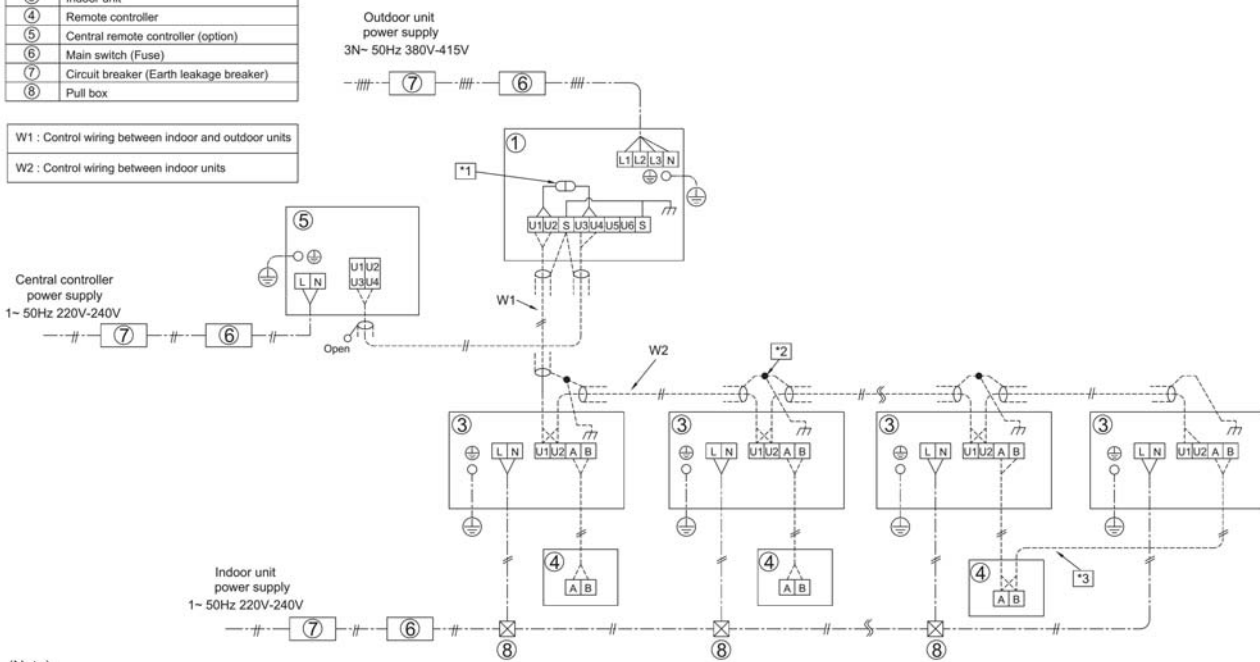 ③ Indoor unit
④ Remote controller
⑤ Central remote controller (option)
⑥ Main switch (Fuse)
⑦ Circuit breaker (Earth leakage breaker)
⑧ Pull box
W1 : Control wiring between indoor and outdoor units
W2 : Control wiring between indoor units
Outdoor unit
power supply
3N~ 50Hz 380V-415V
⑦ ⑥
①
L1 L2 L3 N
*1
U1 U2 S U3 U4 U5 U6 S
⑤
L N
U1 U2
U3 U4
Central controller
power supply
1~ 50Hz 220V-240V
⑦ ⑥
Open
W1
W2
*2
③ ③ ③ ③
L N U1 U2 A B
L N U1 U2 A B
L N U1 U2 A B
L N U1 U2 A B
④ ④ ④
A B
A B
A B
*3
Indoor unit
power supply
1~ 50Hz 220V-240V
⑦ ⑥
⑧ ⑧ ⑧